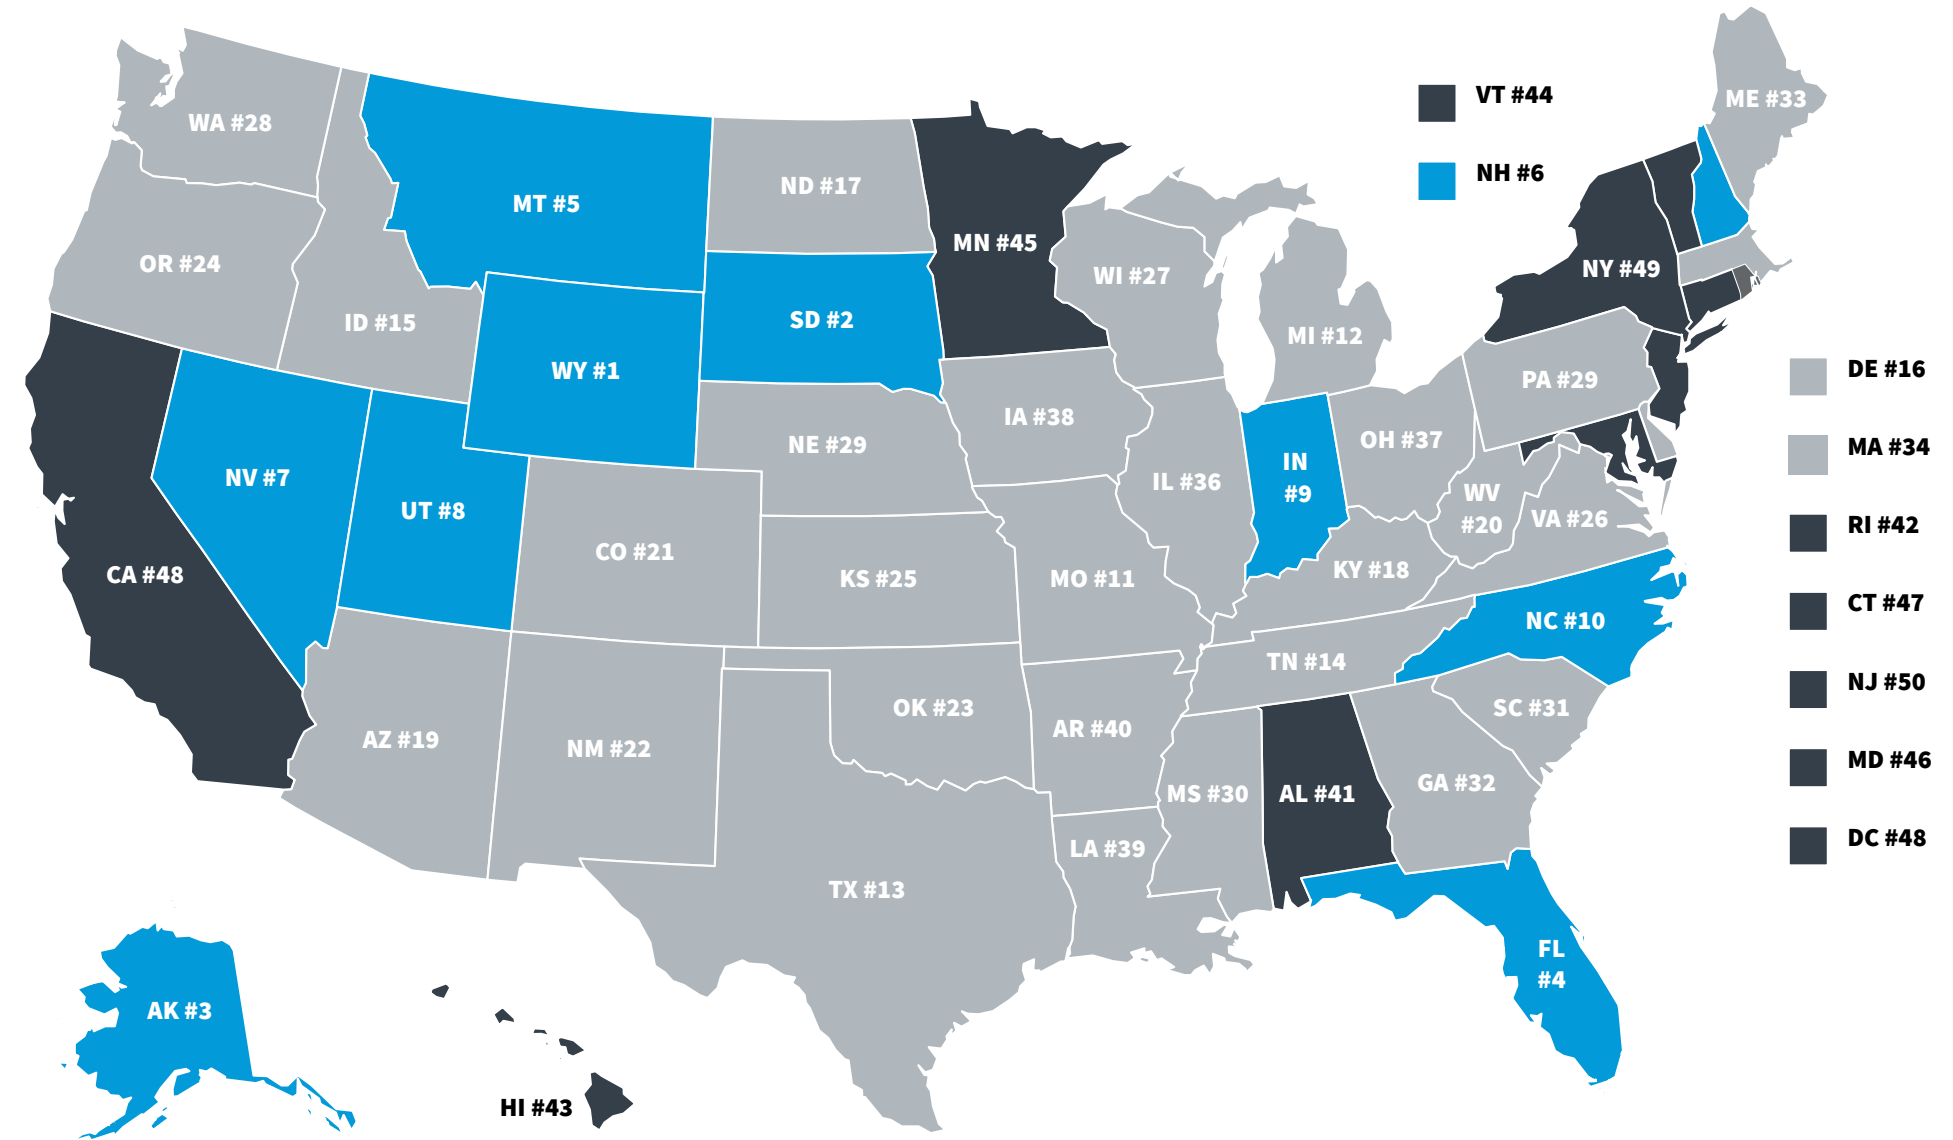 VT #44
ME #33
WA #28
NH #6
ND #17
MT #5
MN #45
OR #24
NY #49
WI #27
SD #2
ID #15
MI #12
WY #1
DE #16
PA #29
IA #38
OH #37
NE #29
MA #34
IN
#9
NV #7
IL #36
WV
#20
UT #8
VA #26
RI #42
CO #21
KY #18
CA #48
KS #25
MO #11
CT #47
NC #10
TN #14
NJ #50
OK #23
SC #31
AZ #19
NM #22
AR #40
MD #46
GA #32
MS #30
AL #41
DC #48
LA #39
TX #13
FL
#4
AK #3
HI #43